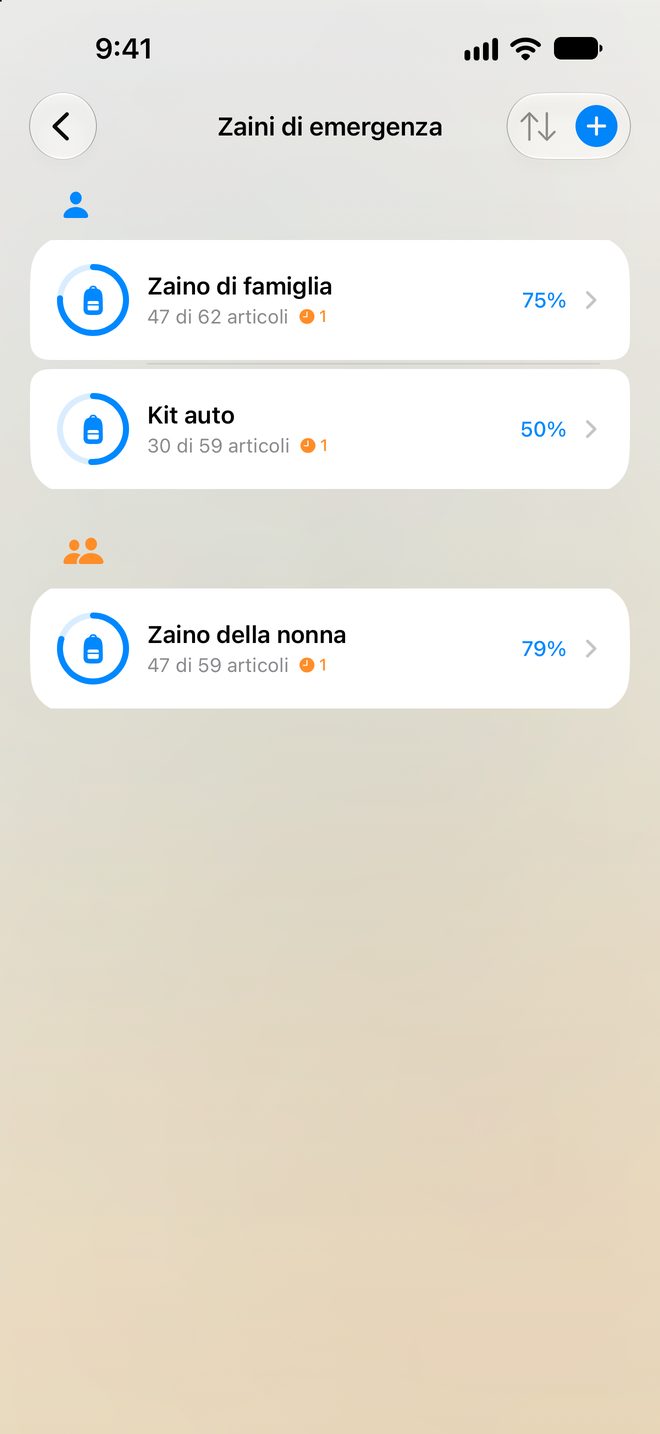 9:41
Zaini di emergenza
Zaino di famiglia
47 di 62 articoli 1
75%
Kit auto
30 di 59 articoli 1
50%
Zaino della nonna
47 di 59 articoli 1
79%